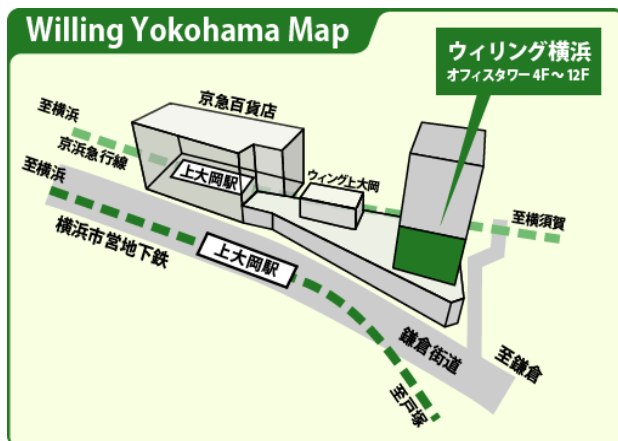 Willing Yokohama Map
ウィリング横浜
オフィスタワー 4F～12F
京急百貨店
至横浜
京浜急行線
上大岡駅
ウィング上大岡
至横浜
至横須賀
横浜市営地下鉄
上大岡駅
鎌倉街道
至鎌倉
至戸塚